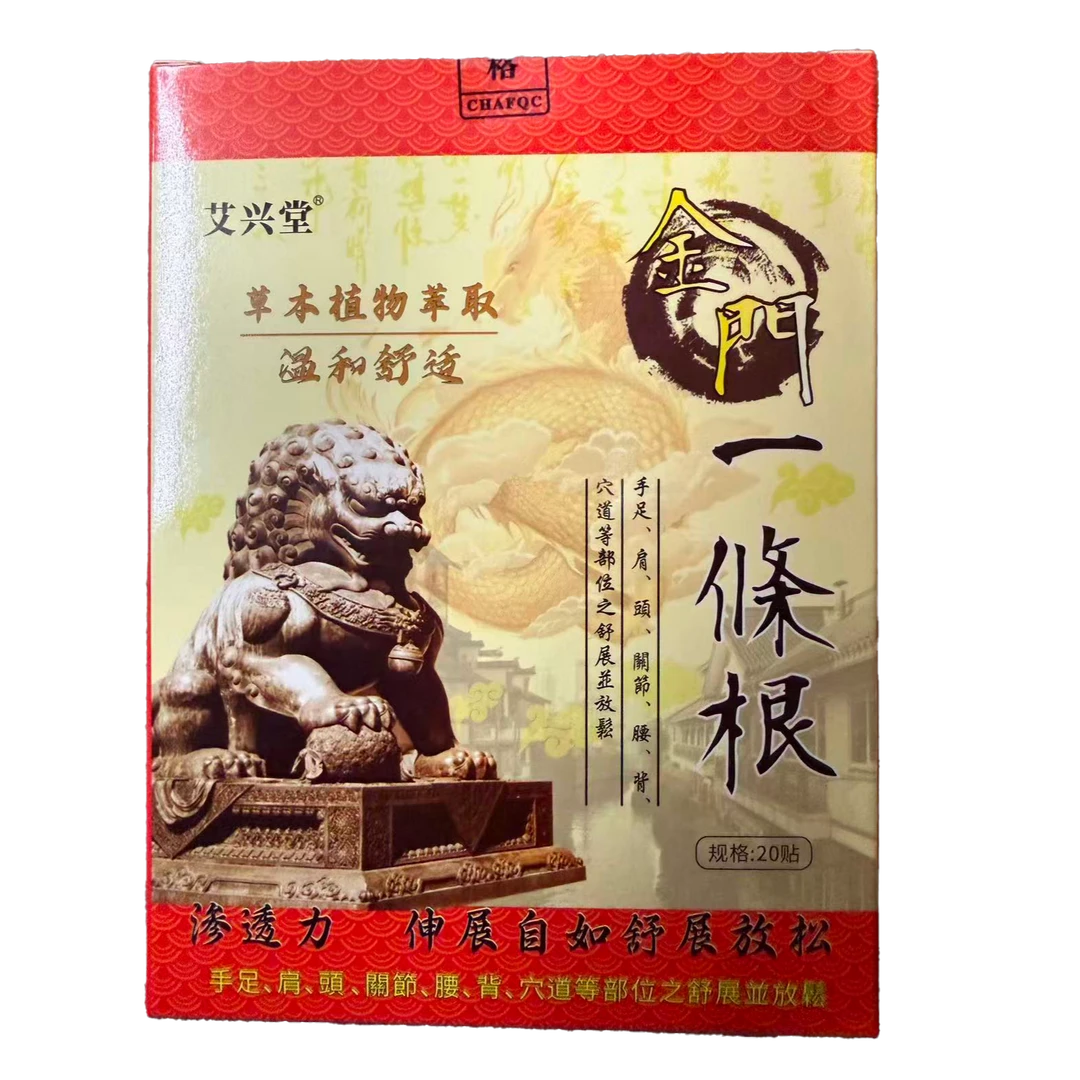 格
CHAFQC
艾兴堂®
草本植物萃取
温和舒适
金門一條根
手足、肩、頭、關節、腰、背、
穴道等部位之舒展並放鬆
规格:20贴
渗透力 伸展自如舒展放松
手足、肩、頭、關節、腰、背、穴道等部位之舒展並放鬆